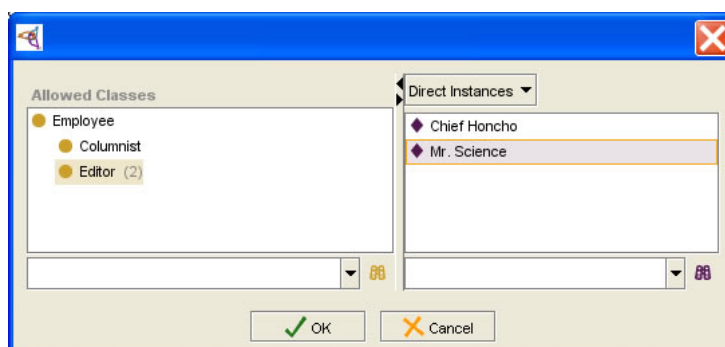 Allowed Classes
Employee
Columnist
Editor (2)
Direct Instances
Chief Honcho
Mr. Science
OK
Cancel